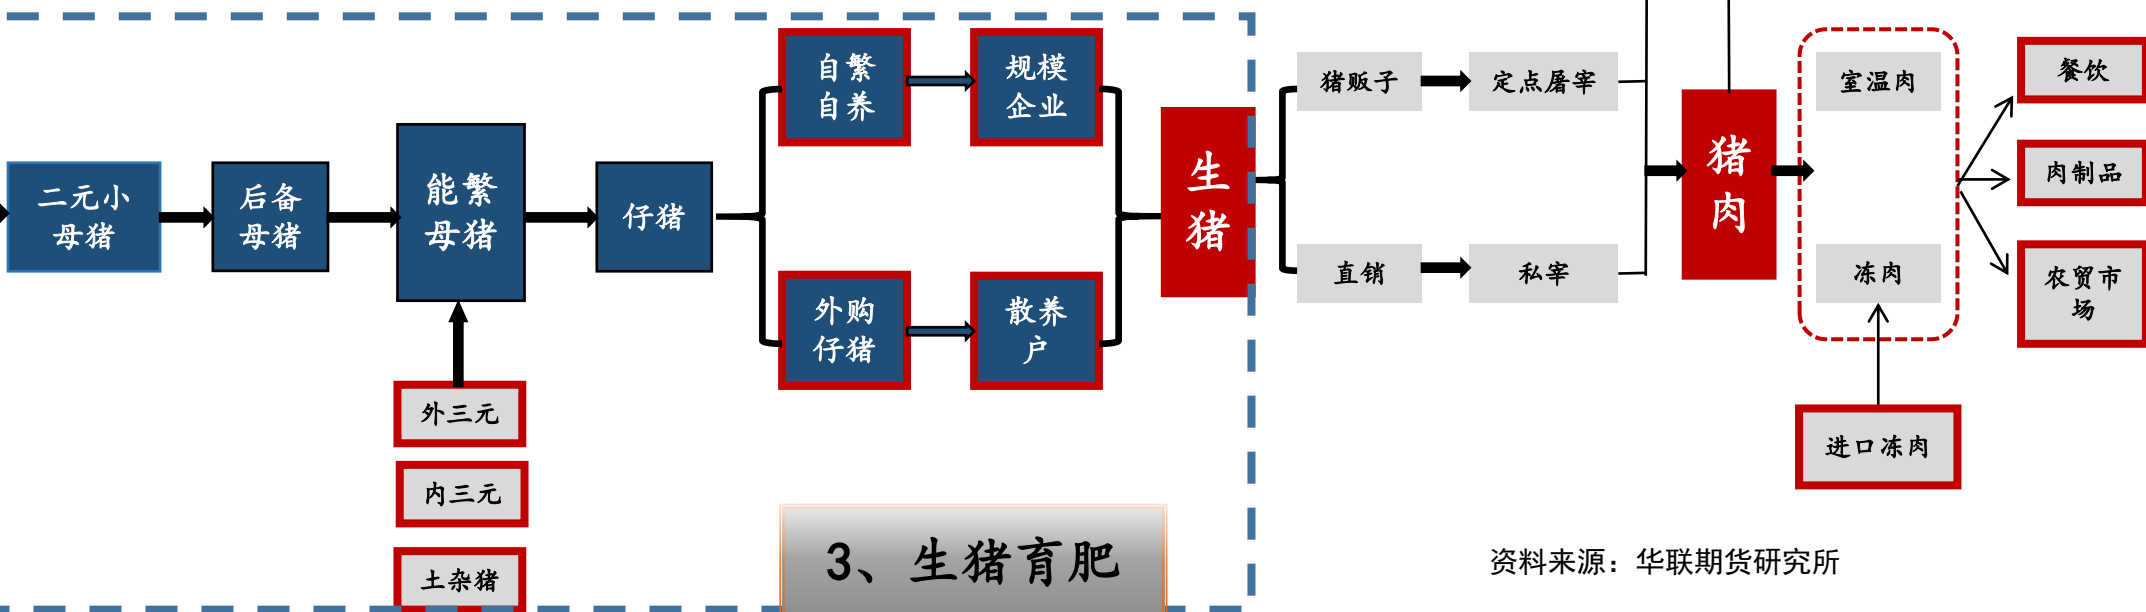 二元小
母猪
后备
母猪
能繁
母猪
仔猪
自繁
自养
规模
企业
外购
仔猪
散养
户
生
猪
外三元
内三元
土杂猪
3、生猪育肥
猪贩子
定点屠宰
直销
私宰
猪
肉
室温肉
冻肉
进口冻肉
餐饮
肉制品
农贸市
场
资料来源：华联期货研究所